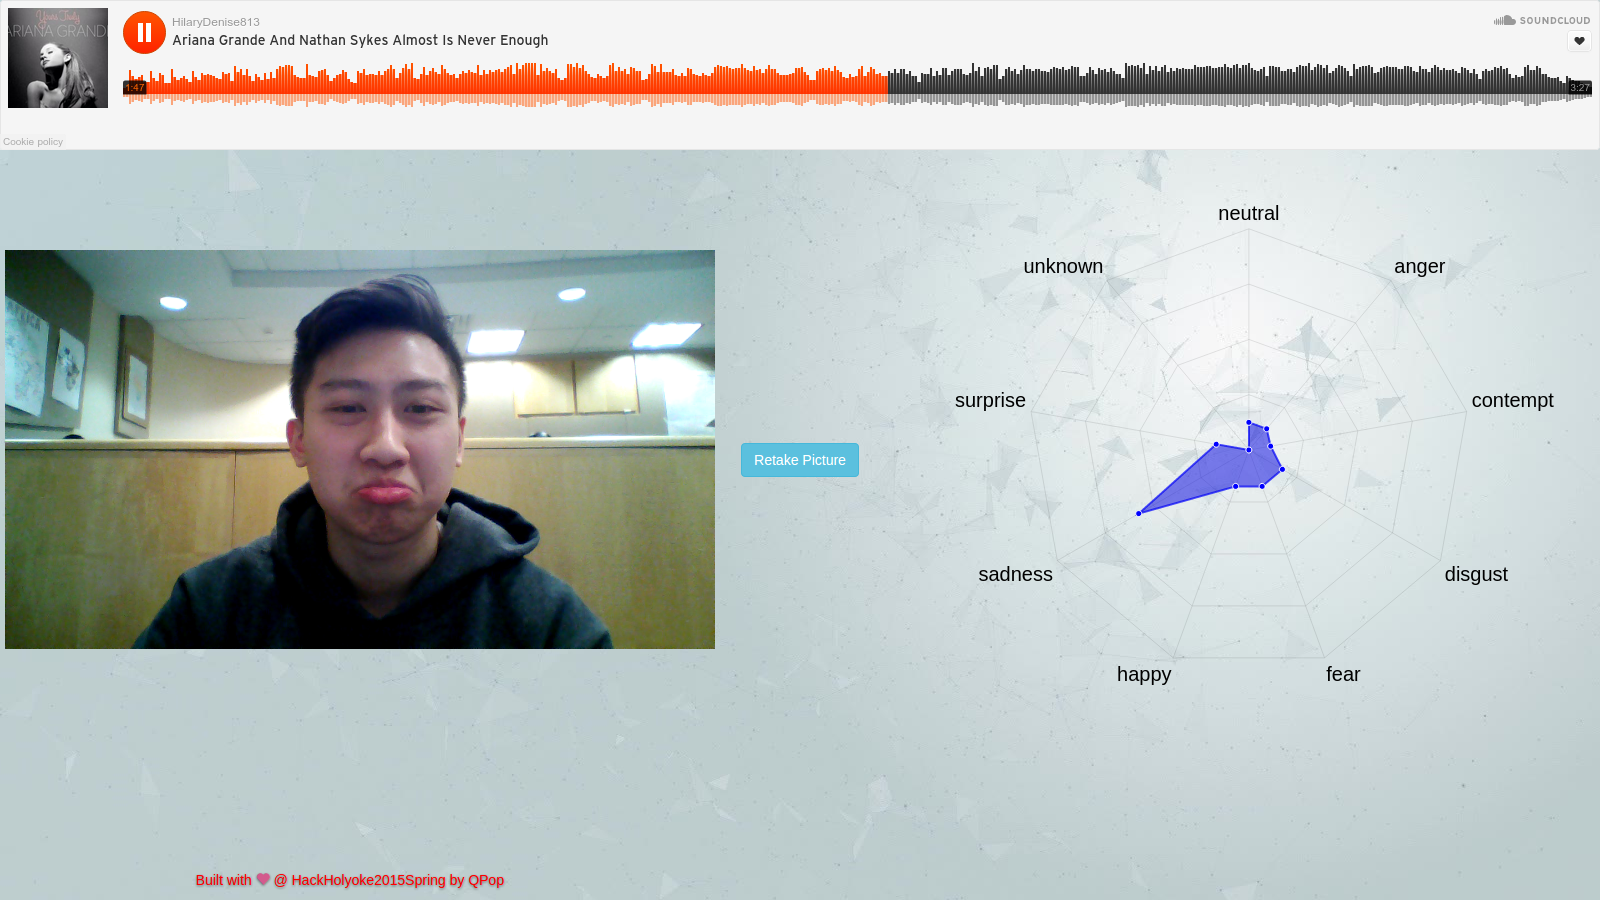 HilaryDenise813
Ariana Grande And Nathan Sykes Almost Is Never Enough
SOUNDCLOUD
Yours Truly
ARIANA GRANDE
1:47
3:27
Cookie policy
neutral
unknown
anger
surprise
contempt
Retake Picture
sadness
disgust
happy
fear
Built with ❤ @ HackHolyoke2015Spring by QPop